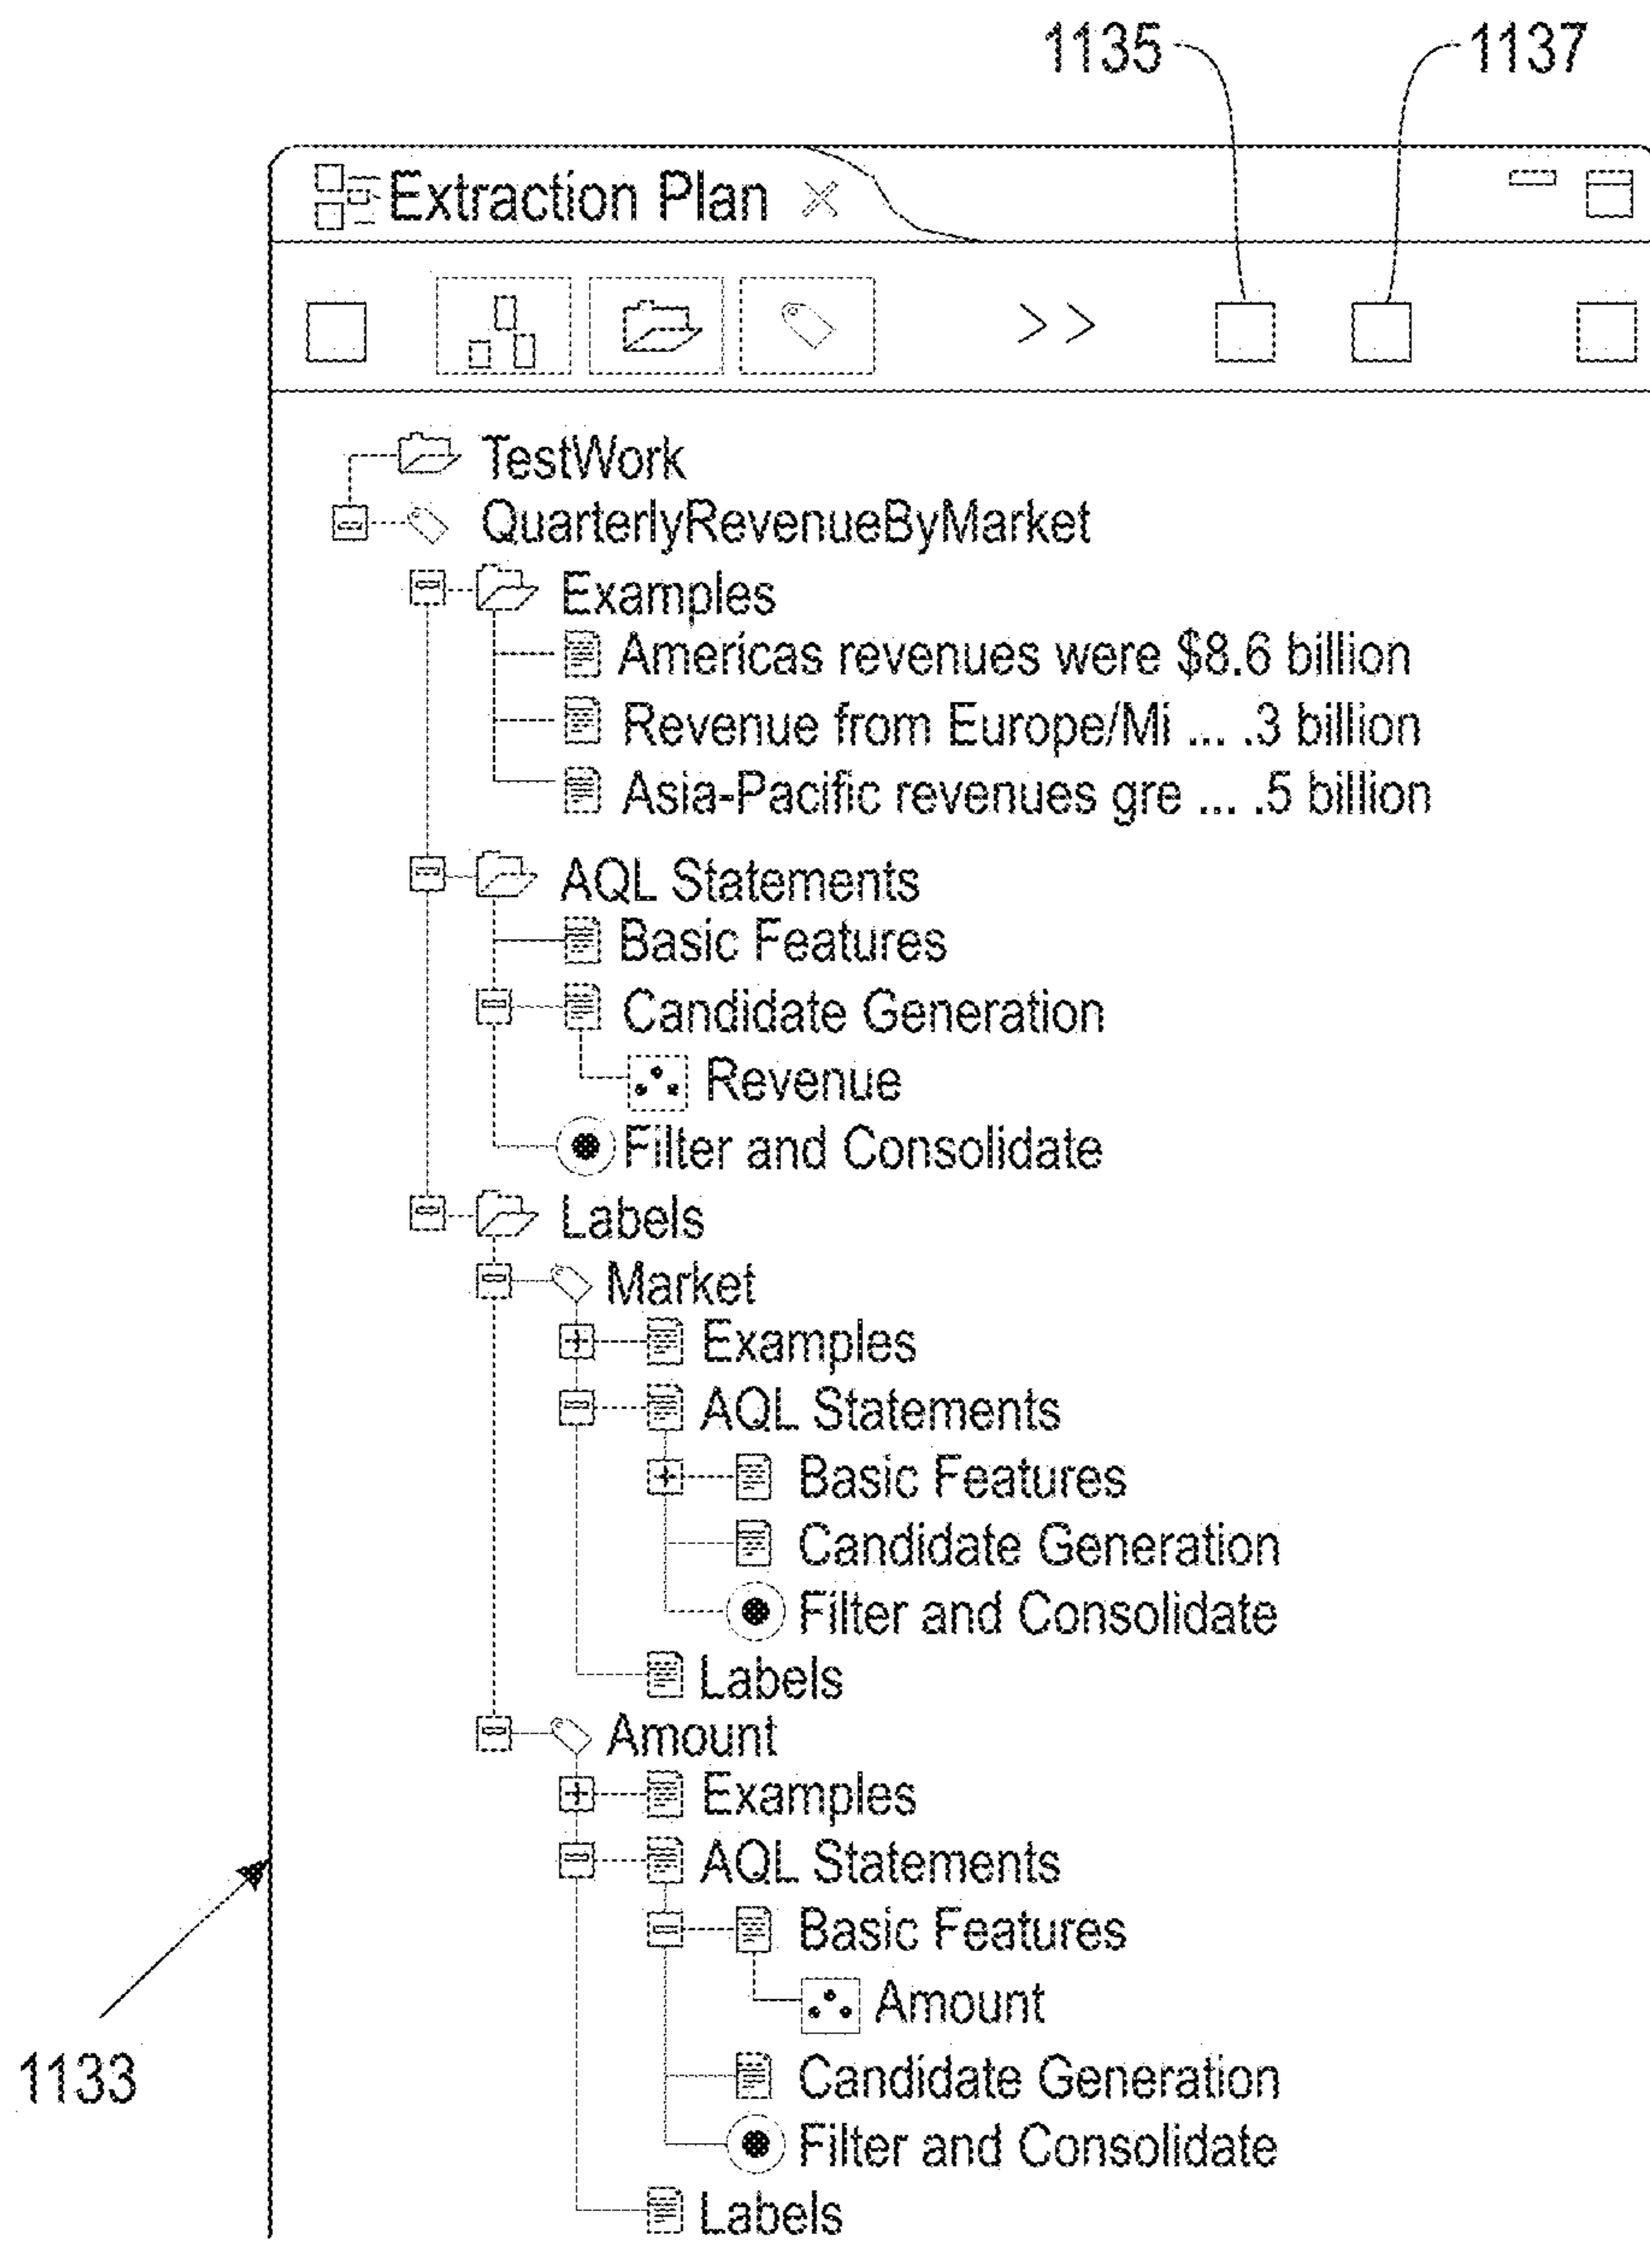 1135 1137
Extraction Plan
>>
TestWork
QuarterlyRevenueByMarket
Examples
Americas revenues were $8.6 billion
Revenue from Europe/Mi ... .3 billion
Asia-Pacific revenues gre ... .5 billion
AQL Statements
Basic Features
Candidate Generation
Revenue
Filter and Consolidate
Labels
Market
Examples
AQL Statements
Basic Features
Candidate Generation
Filter and Consolidate
Labels
Amount
Examples
AQL Statements
Basic Features
Amount
1133
Candidate Generation
Filter and Consolidate
Labels